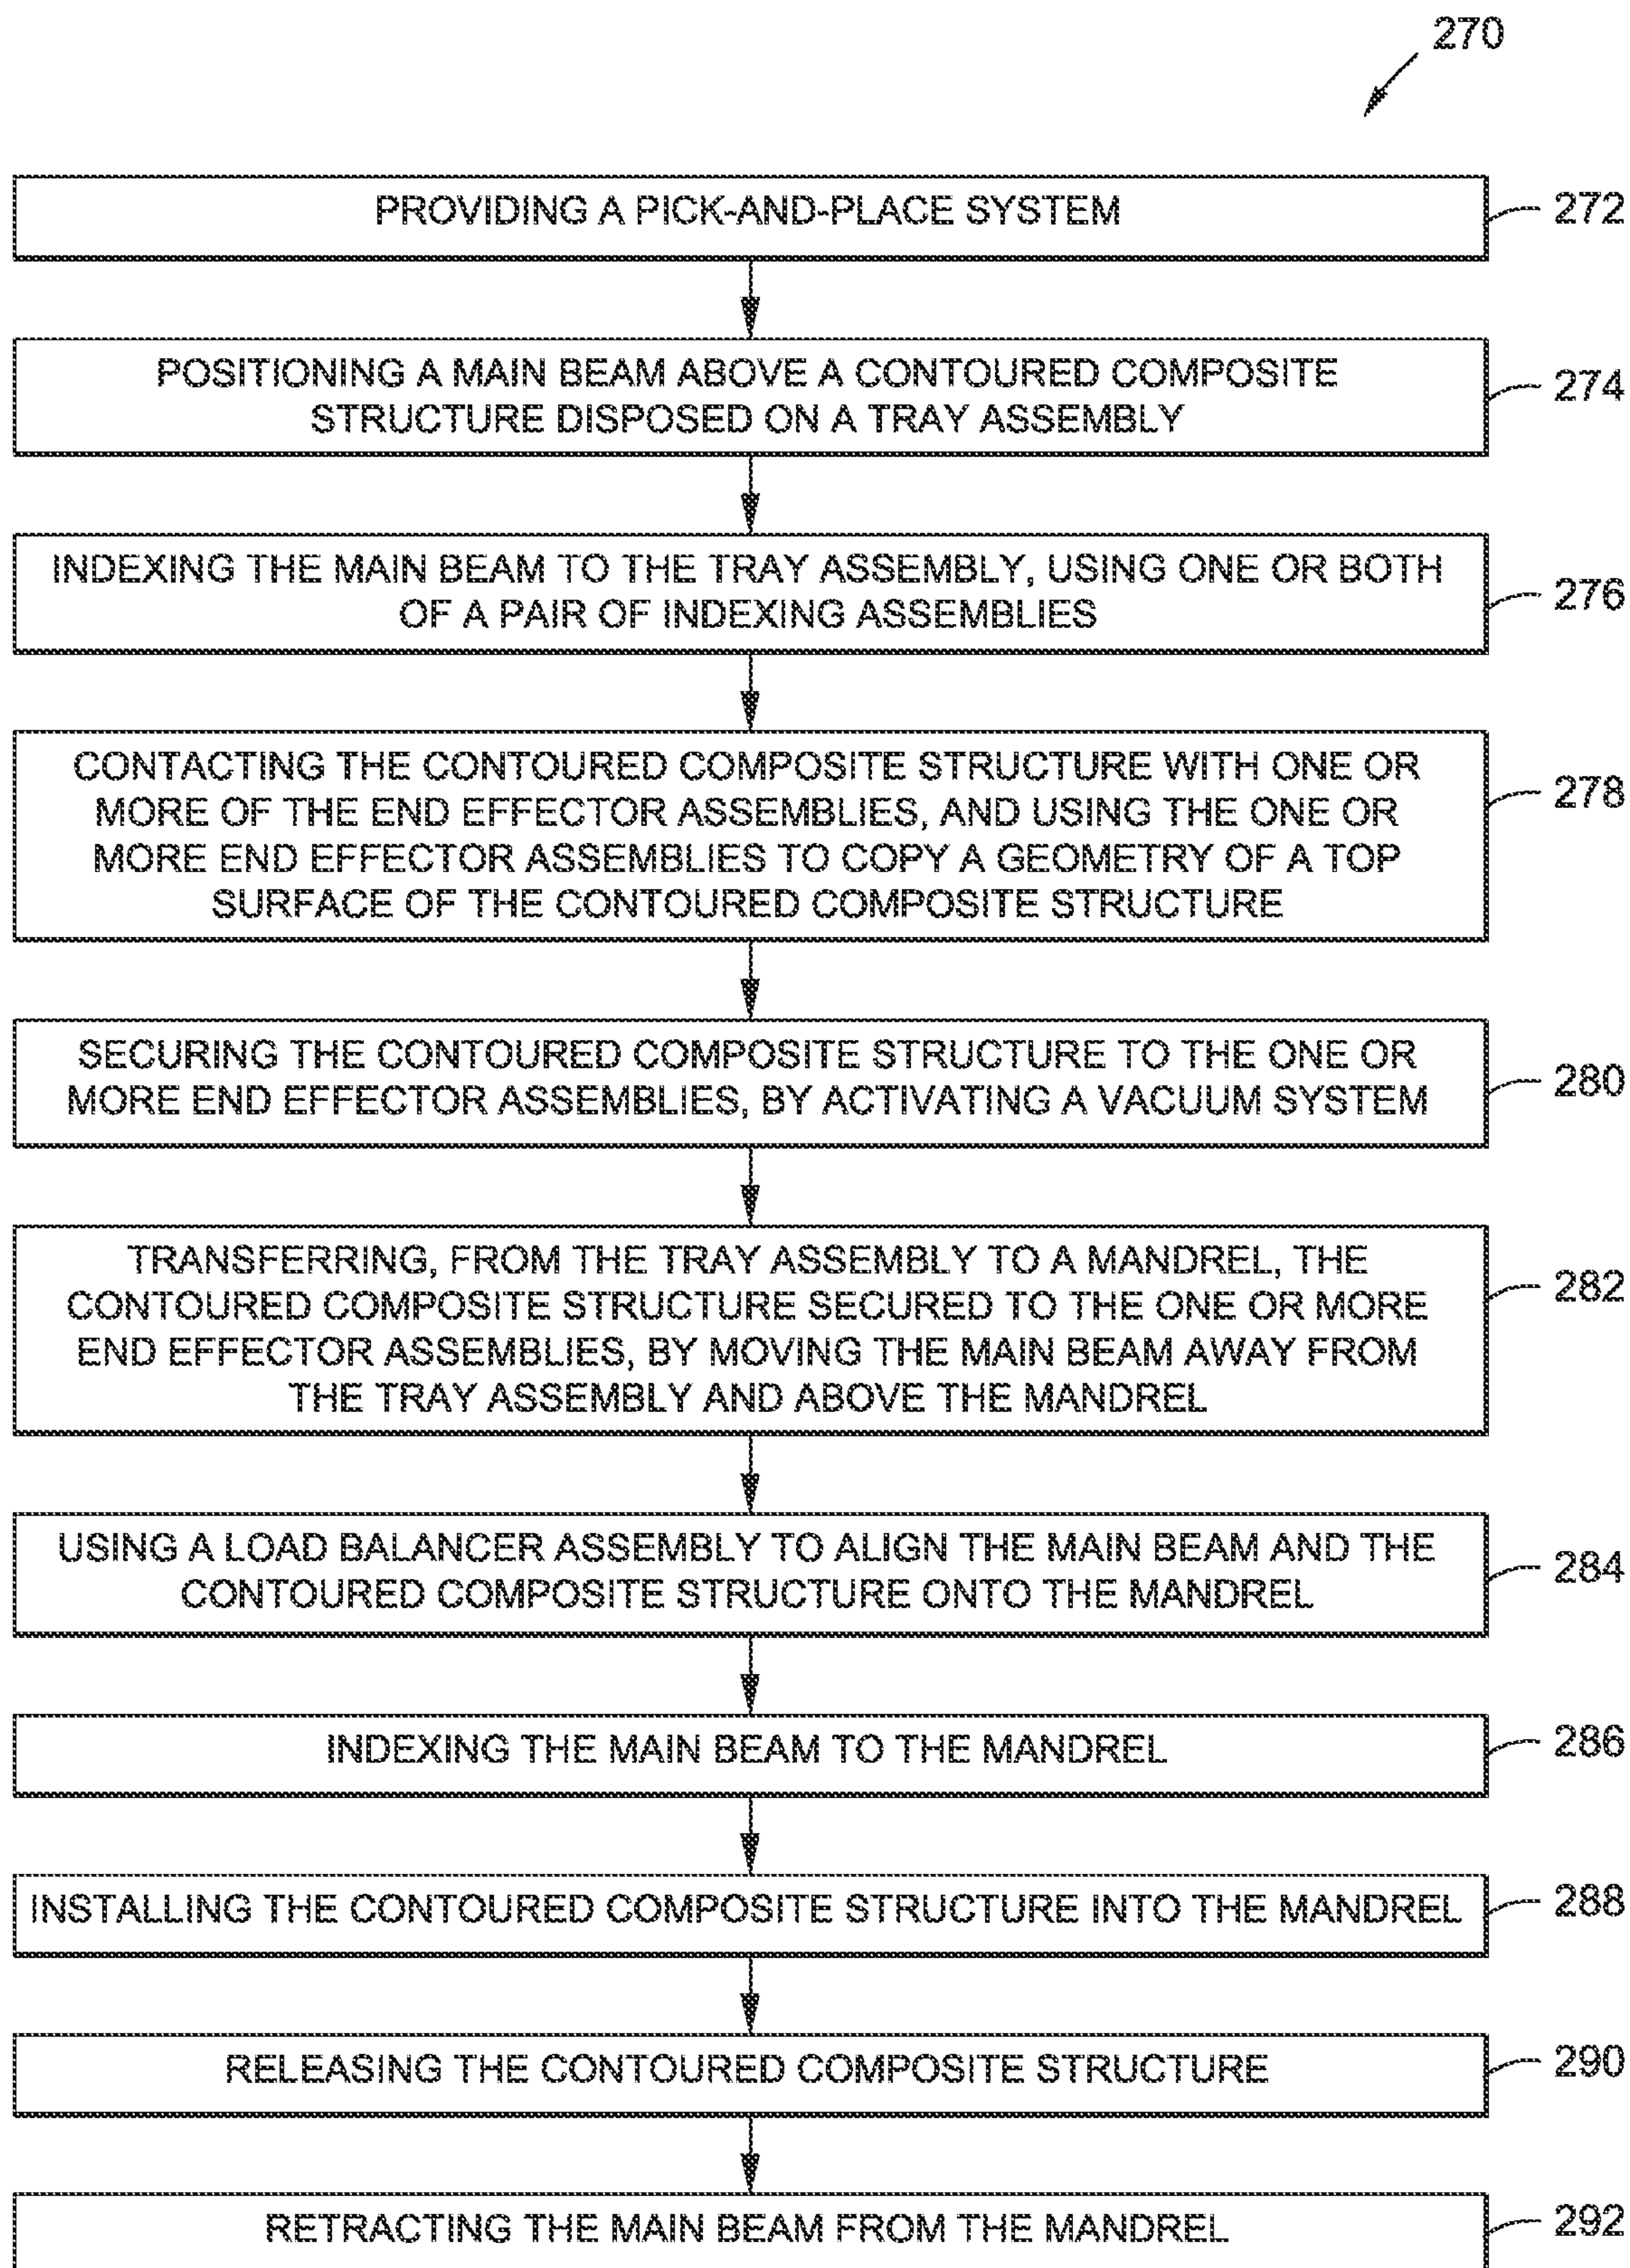 270
PROVIDING A PICK-AND-PLACE SYSTEM
272
POSITIONING A MAIN BEAM ABOVE A CONTOURED COMPOSITE
STRUCTURE DISPOSED ON A TRAY ASSEMBLY
274
INDEXING THE MAIN BEAM TO THE TRAY ASSEMBLY, USING ONE OR BOTH
OF A PAIR OF INDEXING ASSEMBLIES
276
CONTACTING THE CONTOURED COMPOSITE STRUCTURE WITH ONE OR
MORE OF THE END EFFECTOR ASSEMBLIES, AND USING THE ONE OR
MORE END EFFECTOR ASSEMBLIES TO COPY A GEOMETRY OF A TOP
SURFACE OF THE CONTOURED COMPOSITE STRUCTURE
278
SECURING THE CONTOURED COMPOSITE STRUCTURE TO THE ONE OR
MORE END EFFECTOR ASSEMBLIES, BY ACTIVATING A VACUUM SYSTEM
280
TRANSFERRING, FROM THE TRAY ASSEMBLY TO A MANDREL, THE
CONTOURED COMPOSITE STRUCTURE SECURED TO THE ONE OR MORE
END EFFECTOR ASSEMBLIES, BY MOVING THE MAIN BEAM AWAY FROM
THE TRAY ASSEMBLY AND ABOVE THE MANDREL
282
USING A LOAD BALANCER ASSEMBLY TO ALIGN THE MAIN BEAM AND THE
CONTOURED COMPOSITE STRUCTURE ONTO THE MANDREL
284
INDEXING THE MAIN BEAM TO THE MANDREL
286
INSTALLING THE CONTOURED COMPOSITE STRUCTURE INTO THE MANDREL
288
RELEASING THE CONTOURED COMPOSITE STRUCTURE
290
RETRACTING THE MAIN BEAM FROM THE MANDREL
292